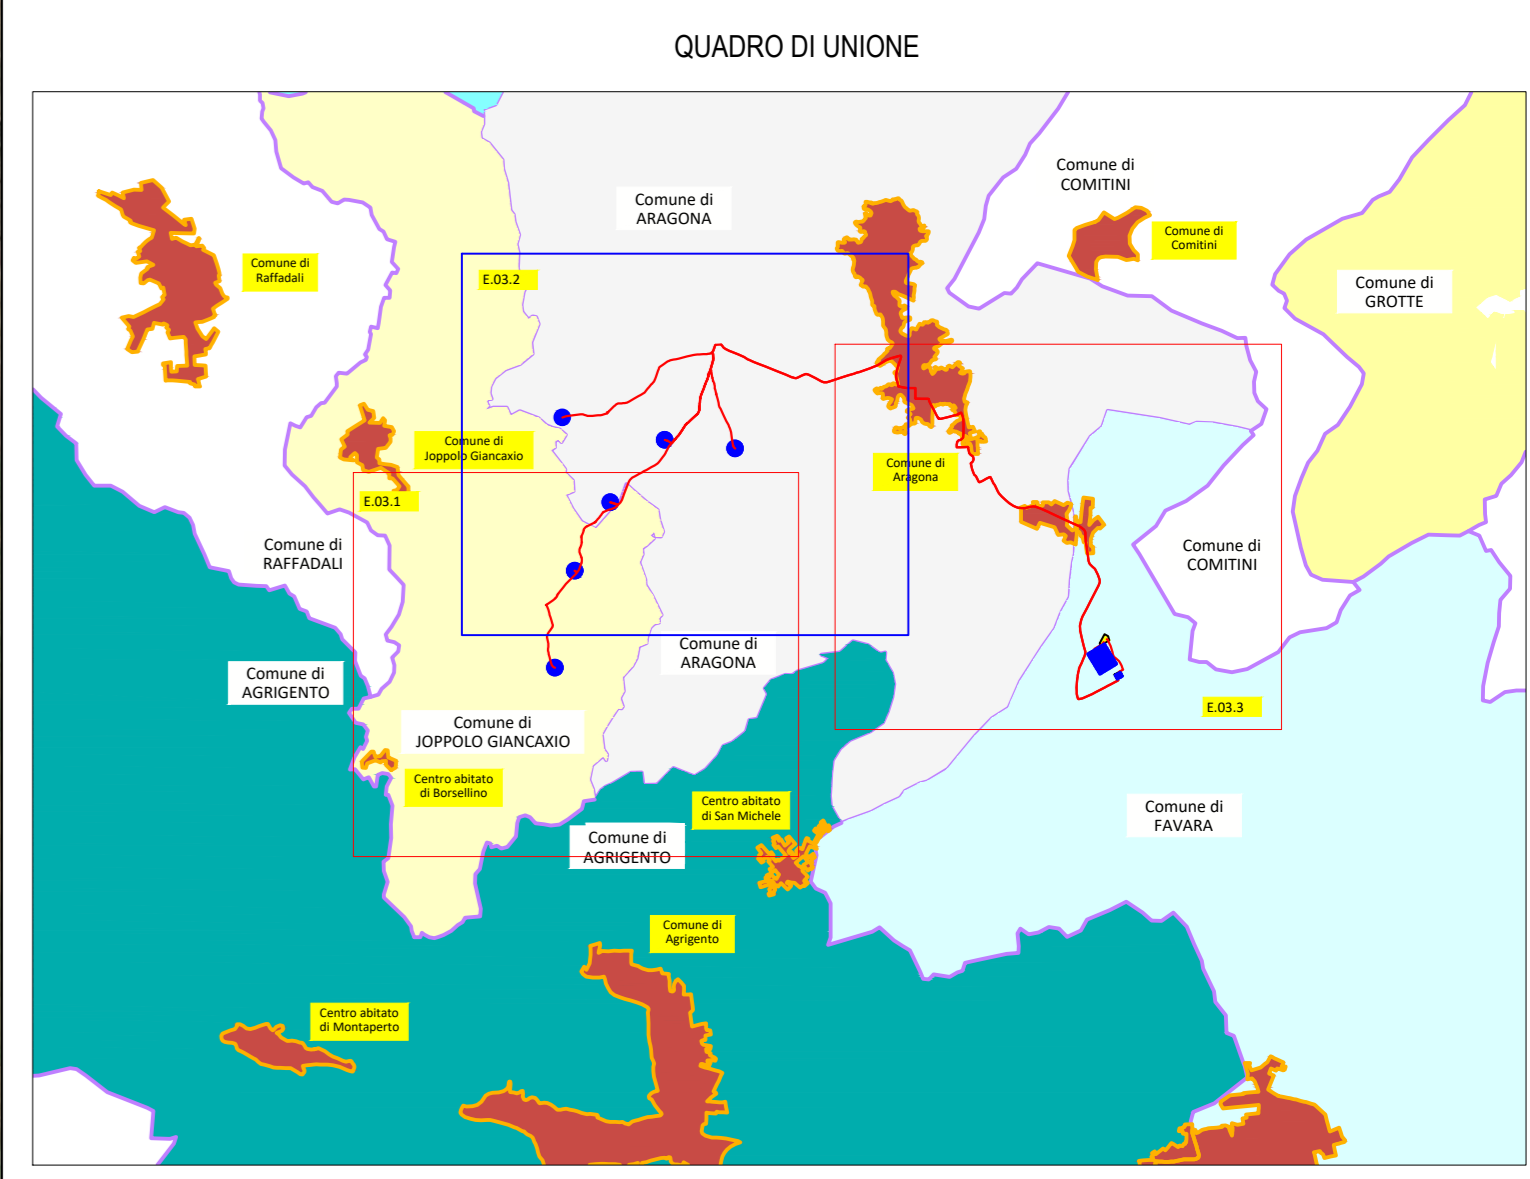 QUADRO DI UNIONE
Comune di
COMITINI
Comune di
ARAGONA
Comune di
Comitini
Comune di
Raffadali
E.03.2
Comune di
GROTTE
Comune di
Joppolo Giancaxio
Comune di
Aragona
E.03.1
Comune di
RAFFADALI
Comune di
COMITINI
Comune di
ARAGONA
Comune di
AGRIGENTO
E.03.3
Comune di
JOPPOLO GIANCAXIO
Centro abitato
di Borsellino
Centro abitato
di San Michele
Comune di
FAVARA
Comune di
AGRIGENTO
Comune di
Agrigento
Centro abitato
di Montaperto